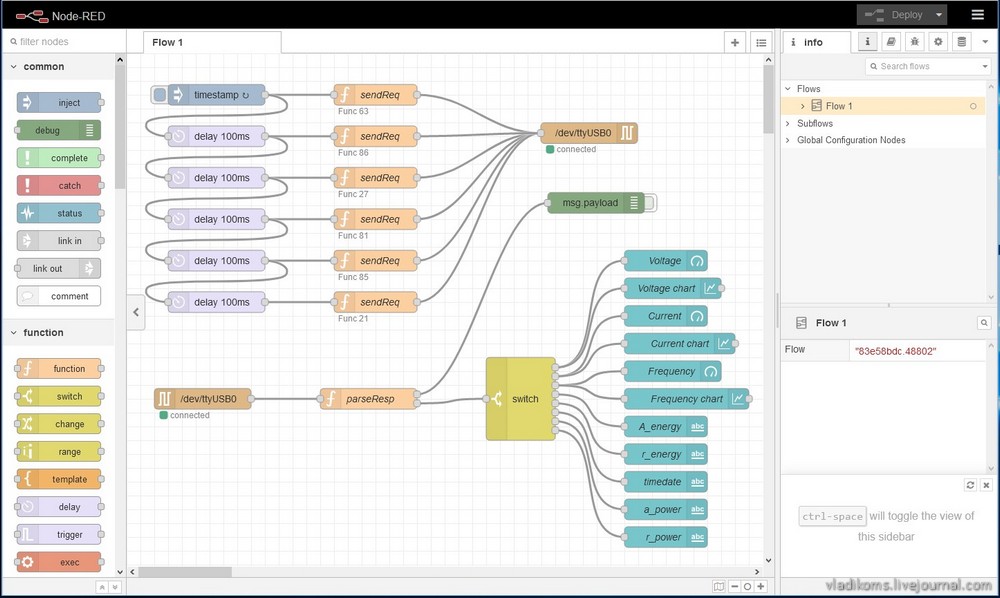 Node-RED
Deploy
filter nodes
Flow 1
info
Search flows
common
inject
debug
complete
catch
status
link in
link out
comment
function
function
switch
change
range
template
delay
trigger
exec
timestamp ↻
sendReq
Func 63
delay 100ms
sendReq
Func 86
delay 100ms
sendReq
Func 27
delay 100ms
sendReq
Func 81
delay 100ms
sendReq
Func 85
delay 100ms
sendReq
Func 21
/dev/ttyUSB0
connected
msg.payload
/dev/ttyUSB0
connected
parseResp
switch
Voltage
Voltage chart
Current
Current chart
Frequency
Frequency chart
A_energy abc
r_energy abc
timedate abc
a_power abc
r_power abc
Flows
Flow 1
Subflows
Global Configuration Nodes
Flow 1
Flow "83e58bdc.48802"
ctrl-space will toggle the view of
this sidebar
vladikoms.livejournal.com